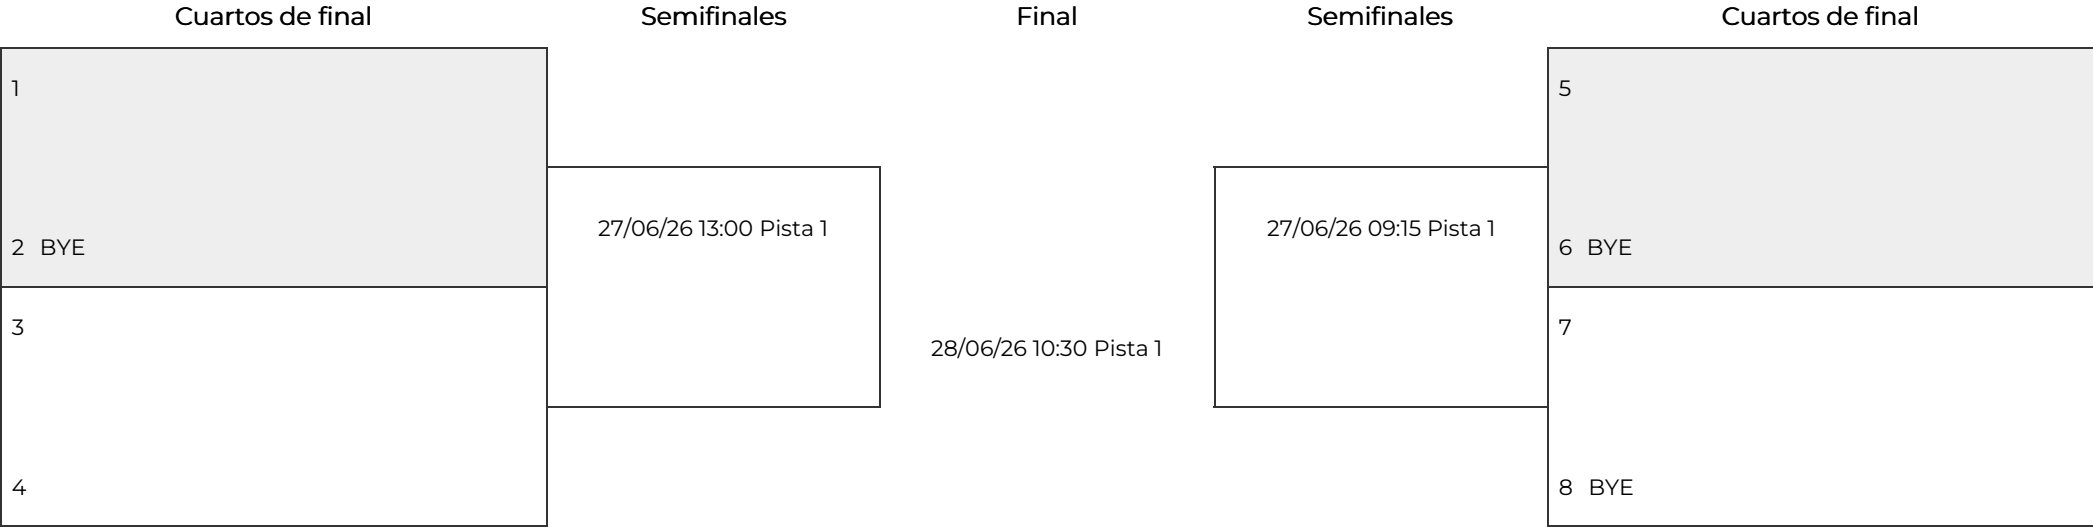 Cuartos de final
Semifinales
Final
Semifinales
Cuartos de final
1
2 BYE
3
4
27/06/26 13:00 Pista 1
28/06/26 10:30 Pista 1
27/06/26 09:15 Pista 1
5
6 BYE
7
8 BYE